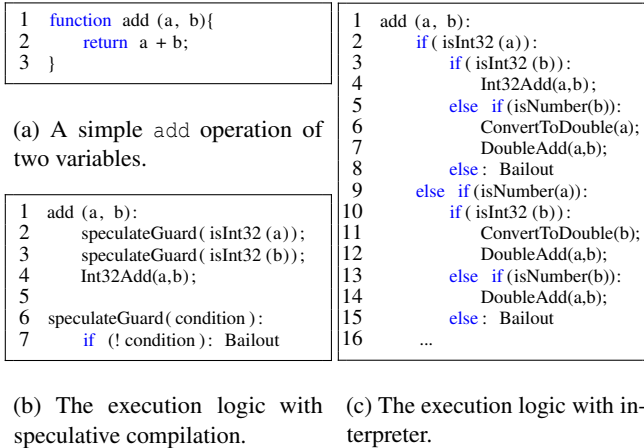 1 function add (a, b){
2 return a + b;
3 }
(a) A simple add operation of
two variables.
1 add (a, b):
2 speculateGuard(isInt32(a));
3 speculateGuard(isInt32(b));
4 Int32Add(a,b);
5
6 speculateGuard(condition):
7 if (! condition): Bailout
(b) The execution logic with
speculative compilation.
1 add (a, b):
2 if(isInt32(a)):
3 if(isInt32(b)):
4 Int32Add(a,b);
5 else if(isNumber(b)):
6 ConvertToDouble(a);
7 DoubleAdd(a,b);
8 else: Bailout
9 else if(isNumber(a)):
10 if(isInt32(b)):
11 ConvertToDouble(b);
12 DoubleAdd(a,b);
13 else if(isNumber(b)):
14 DoubleAdd(a,b);
15 else: Bailout
16 ...
(c) The execution logic with in-
terpreter.